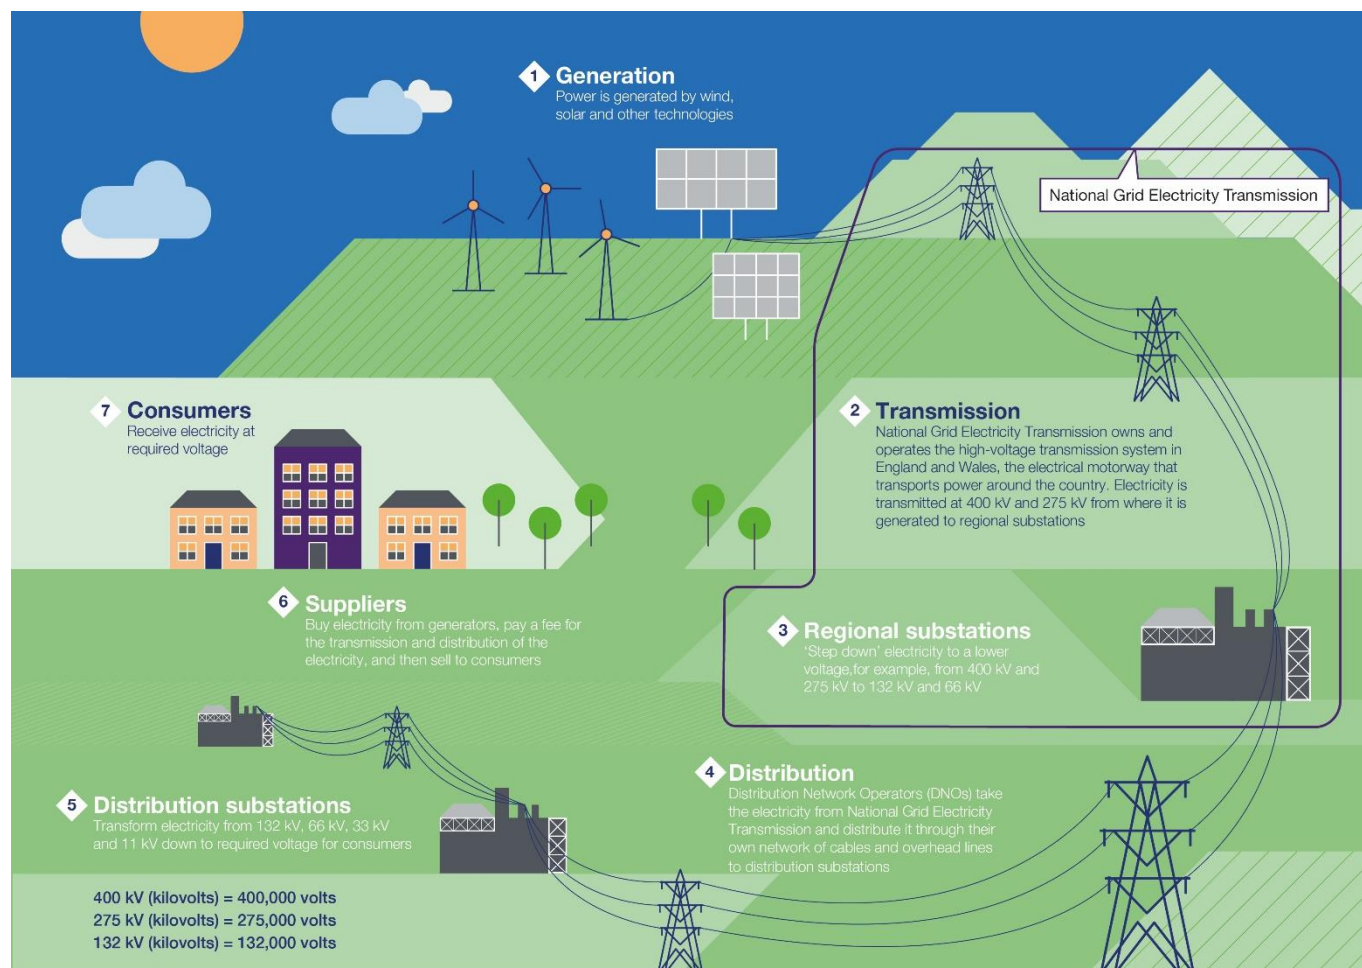 1 Generation
Power is generated by wind,
solar and other technologies
National Grid Electricity Transmission
2 Transmission
National Grid Electricity Transmission owns and
operates the high-voltage transmission system in
England and Wales, the electrical motorway that
transports power around the country. Electricity is
transmitted at 400 kV and 275 kV from where it is
generated to regional substations
3 Regional substations
'Step down' electricity to a lower
voltage,for example, from 400 kV and
275 kV to 132 kV and 66 kV
4 Distribution
Distribution Network Operators (DNOs) take
the electricity from National Grid Electricity
Transmission and distribute it through their
own network of cables and overhead lines
to distribution substations
5 Distribution substations
Transform electricity from 132 kV, 66 kV, 33 kV
and 11 kV down to required voltage for consumers
6 Suppliers
Buy electricity from generators, pay a fee for
the transmission and distribution of the
electricity, and then sell to consumers
7 Consumers
Receive electricity at
required voltage
400 kV (kilovolts) = 400,000 volts
275 kV (kilovolts) = 275,000 volts
132 kV (kilovolts) = 132,000 volts